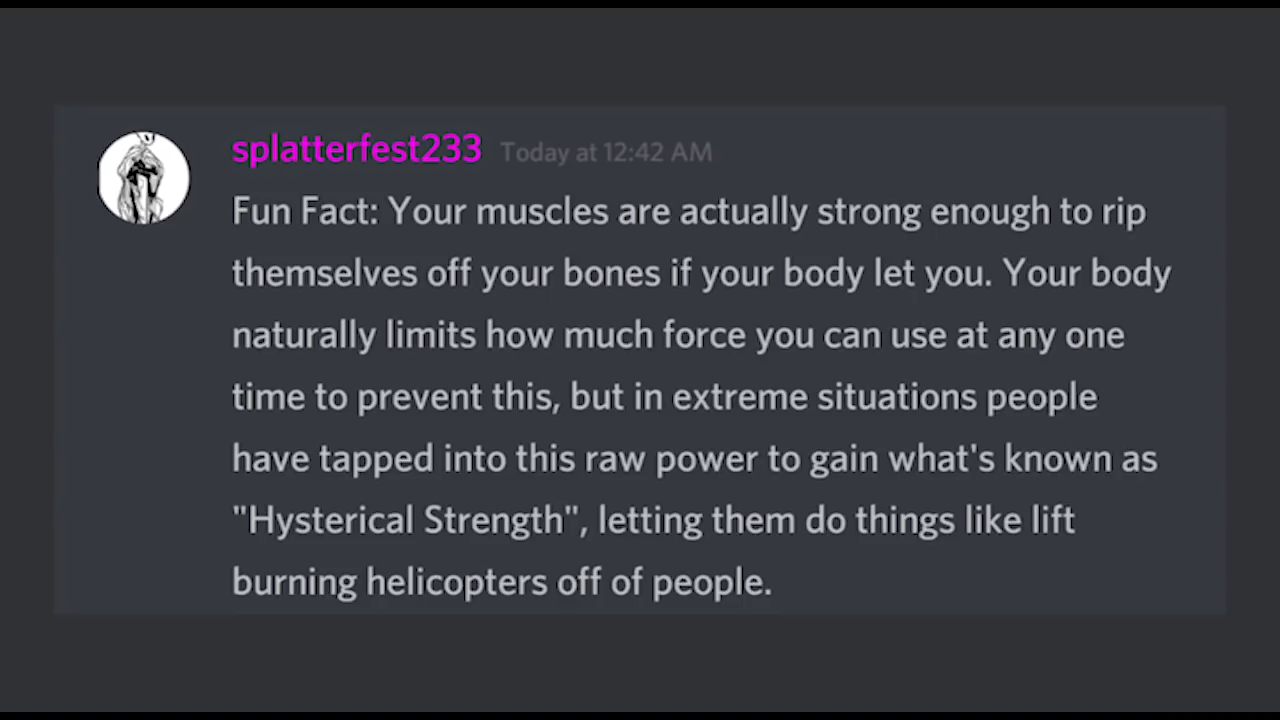 splatterfest233 Today at 12:42 AM
Fun Fact: Your muscles are actually strong enough to rip
themselves off your bones if your body let you. Your body
naturally limits how much force you can use at any one
time to prevent this, but in extreme situations people
have tapped into this raw power to gain what's known as
"Hysterical Strength", letting them do things like lift
burning helicopters off of people.